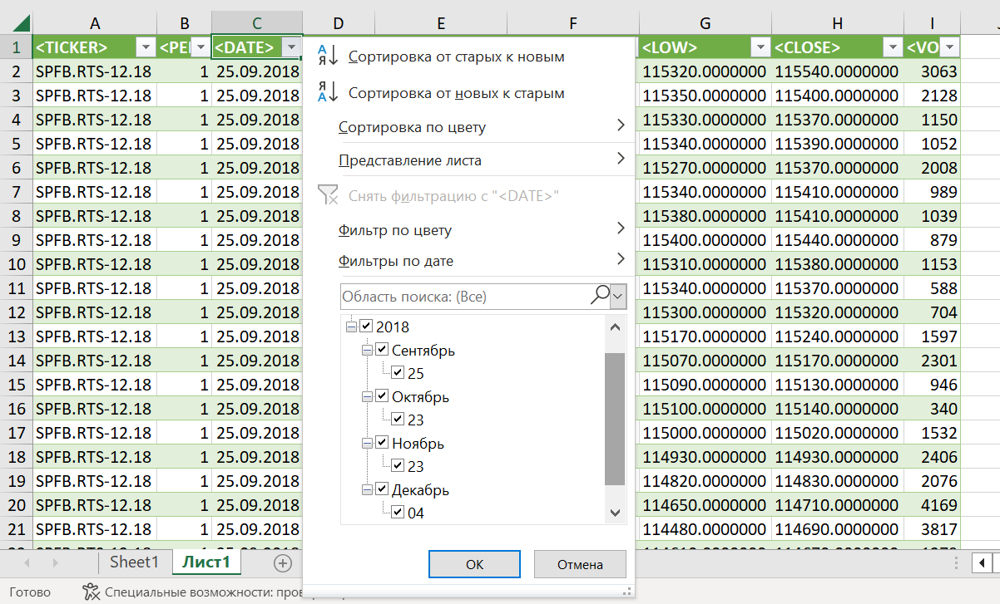 A B C D E F G H I
1 <TICKER> <PEI <DATE> <LOW> <CLOSE> <VO
2 SPFB.RTS-12.18 1 25.09.2018 115320.0000000 115540.0000000 3063
3 SPFB.RTS-12.18 1 25.09.2018 115350.0000000 115400.0000000 2128
4 SPFB.RTS-12.18 1 25.09.2018 115330.0000000 115370.0000000 1150
5 SPFB.RTS-12.18 1 25.09.2018 115340.0000000 115390.0000000 1052
6 SPFB.RTS-12.18 1 25.09.2018 115270.0000000 115370.0000000 2008
7 SPFB.RTS-12.18 1 25.09.2018 115340.0000000 115410.0000000 989
8 SPFB.RTS-12.18 1 25.09.2018 115380.0000000 115410.0000000 1039
9 SPFB.RTS-12.18 1 25.09.2018 115400.0000000 115440.0000000 879
10 SPFB.RTS-12.18 1 25.09.2018 115310.0000000 115380.0000000 1153
11 SPFB.RTS-12.18 1 25.09.2018 115340.0000000 115370.0000000 588
12 SPFB.RTS-12.18 1 25.09.2018 115300.0000000 115320.0000000 704
13 SPFB.RTS-12.18 1 25.09.2018 115170.0000000 115240.0000000 1597
14 SPFB.RTS-12.18 1 25.09.2018 115070.0000000 115170.0000000 2301
15 SPFB.RTS-12.18 1 25.09.2018 115090.0000000 115130.0000000 946
16 SPFB.RTS-12.18 1 25.09.2018 115100.0000000 115140.0000000 340
17 SPFB.RTS-12.18 1 25.09.2018 115000.0000000 115020.0000000 1532
18 SPFB.RTS-12.18 1 25.09.2018 114930.0000000 114930.0000000 2406
19 SPFB.RTS-12.18 1 25.09.2018 114820.0000000 114830.0000000 2076
20 SPFB.RTS-12.18 1 25.09.2018 114650.0000000 114710.0000000 4169
21 SPFB.RTS-12.18 1 25.09.2018 114480.0000000 114690.0000000 3817
Сортировка от старых к новым
Сортировка от новых к старым
Сортировка по цвету
Представление листа
Снять фильтрацию с "<DATE>"
Фильтр по цвету
Фильтры по дате
Область поиска: (Все)
2018
Сентябрь
25
Октябрь
23
Ноябрь
23
Декабрь
04
ОК Отмена
Sheet1 Лист1
Готово Специальные возможности: про